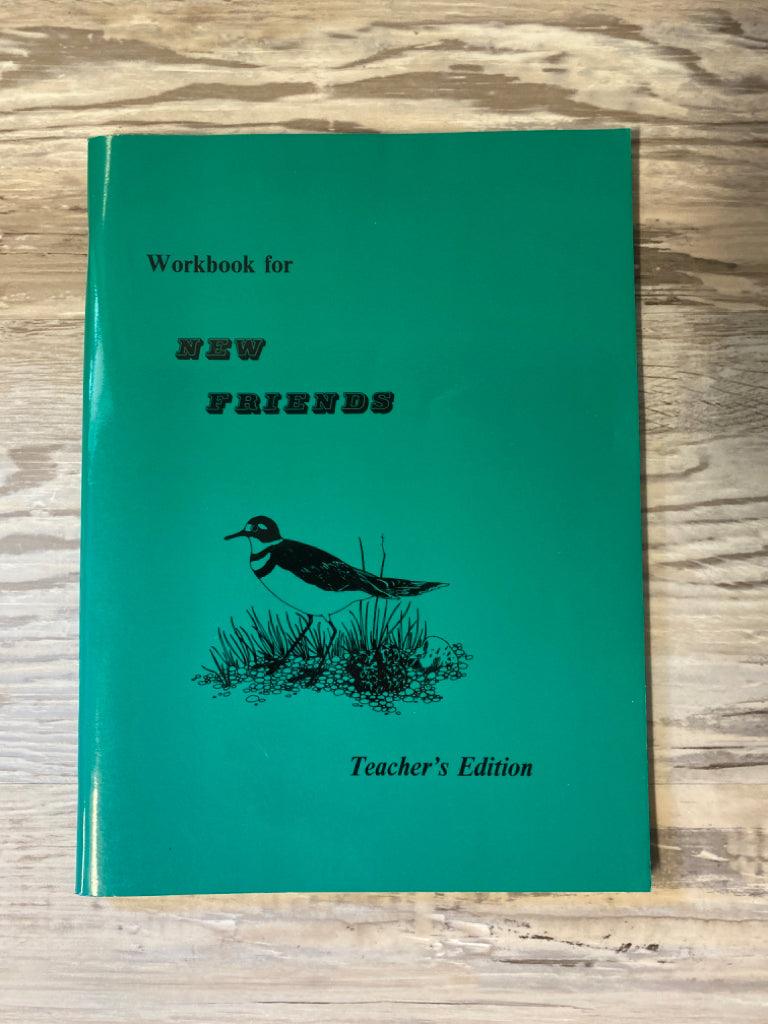 Workbook for
NEW
FRIENDS
Teacher's Edition